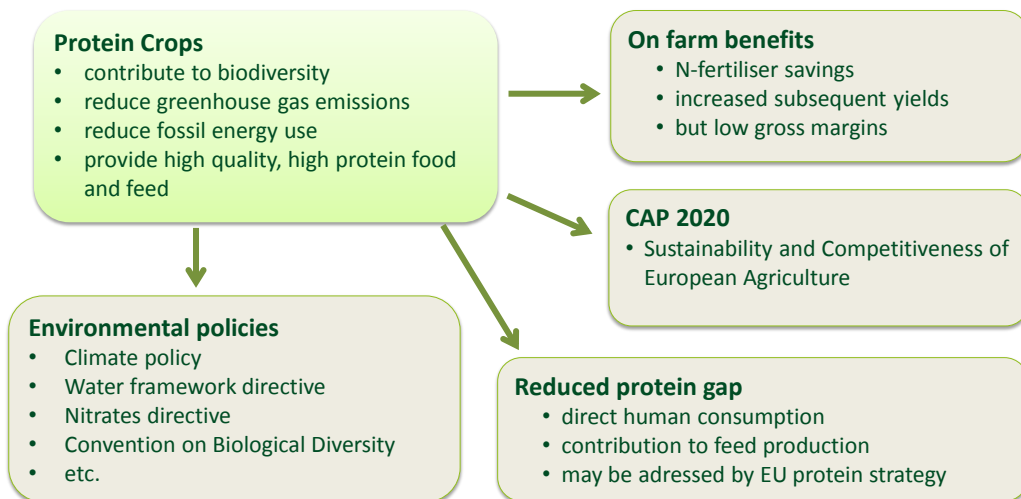 Protein Crops
• contribute to biodiversity
• reduce greenhouse gas emissions
• reduce fossil energy use
• provide high quality, high protein food
and feed
On farm benefits
• N-fertiliser savings
• increased subsequent yields
• but low gross margins
CAP 2020
• Sustainability and Competitiveness of
European Agriculture
Environmental policies
• Climate policy
• Water framework directive
• Nitrates directive
• Convention on Biological Diversity
• etc.
Reduced protein gap
• direct human consumption
• contribution to feed production
• may be adressed by EU protein strategy